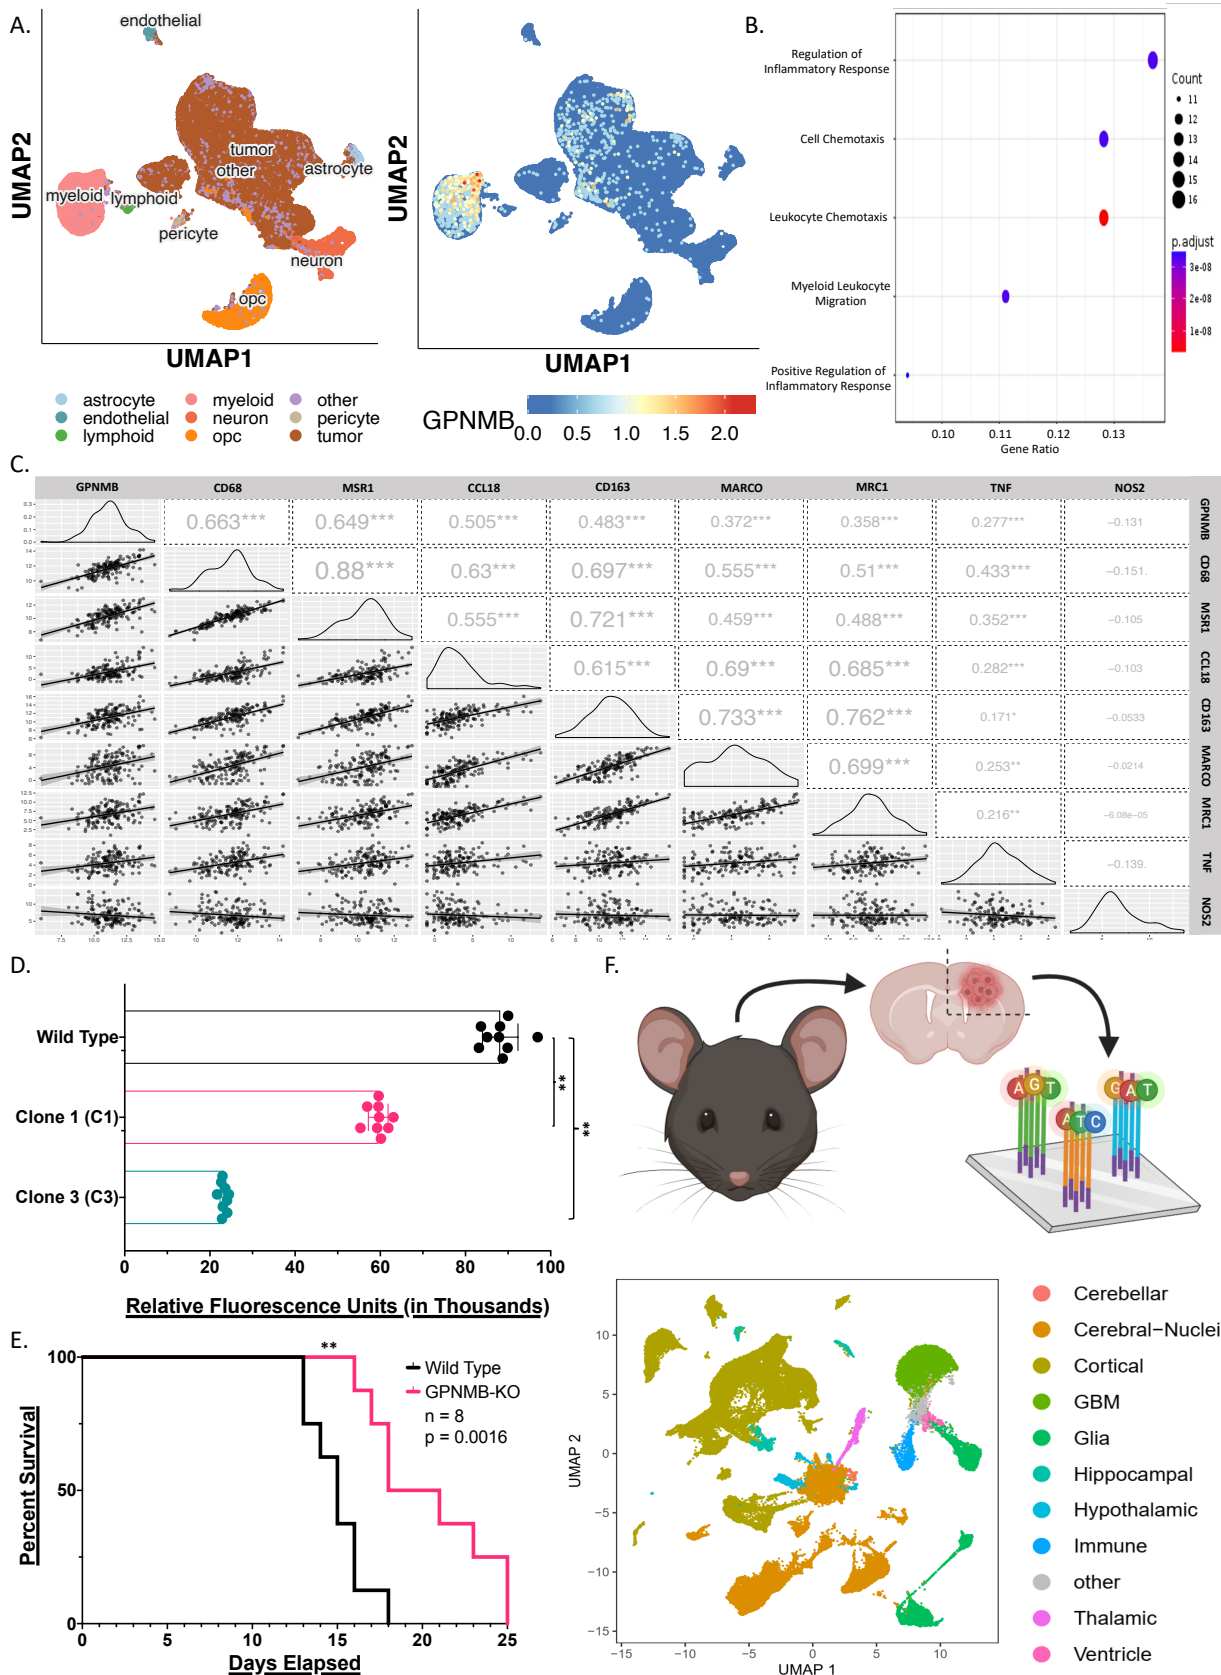 A.
endothelial
tumor
other
astrocyte
myeloid
lymphoid
pericyte
neuron
opc
UMAP2
UMAP1
astrocyte
endothelial
lymphoid
myeloid
neuron
opc
other
pericyte
tumor
UMAP2
UMAP1
GPNMB
0.0 0.5 1.0 1.5 2.0
B.
Regulation of
Inflammatory Response
Cell Chemotaxis
Leukocyte Chemotaxis
Myeloid Leukocyte
Migration
Positive Regulation of
Inflammatory Response
0.10 0.11 0.12 0.13
Gene Ratio
Count
11
12
13
14
15
16
p.adjust
3e-08
2e-08
1e-08
C.
GPNMB CD68 MSR1 CCL18 CD163 MARCO MRC1 TNF NOS2
0.663*** 0.649*** 0.505*** 0.483*** 0.372*** 0.358*** 0.277*** −0.131
GPNMB
0.88*** 0.63*** 0.697*** 0.555*** 0.51*** 0.433*** −0.151.
CD68
0.555*** 0.721*** 0.459*** 0.488*** 0.352*** −0.105
MSR1
0.615*** 0.69*** 0.685*** 0.282*** −0.103
CCL18
0.733*** 0.762*** 0.171* −0.0533
CD163
0.699*** 0.253** −0.0214
MARCO
0.216** −6.08e−05
MRC1
−0.139.
TNF
NOS2
D.
Wild Type
Clone 1 (C1)
Clone 3 (C3)
**
**
0 20 40 60 80 100
Relative Fluorescence Units (in Thousands)
E.
**
Wild Type
GPNMB-KO
n = 8
p = 0.0016
100
50
0
Percent Survival
0 5 10 15 20 25
Days Elapsed
F.
A G T
G A T
A T C
10
5
0
−5
−10
−15
UMAP 2
−15 −10 −5 0 5 10
UMAP 1
Cerebellar
Cerebral−Nuclei
Cortical
GBM
Glia
Hippocampal
Hypothalamic
Immune
other
Thalamic
Ventricle